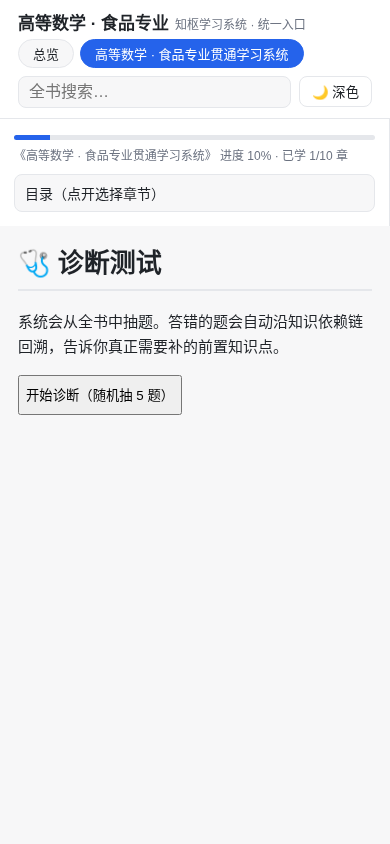 高等数学 · 食品专业 知枢学习系统 · 统一入口
总览 高等数学 · 食品专业贯通学习系统
全书搜索… 🌙 深色
《高等数学 · 食品专业贯通学习系统》 进度 10% · 已学 1/10 章
目录（点开选择章节）
🩺 诊断测试
系统会从全书中抽题。答错的题会自动沿知识依赖链
回溯，告诉你真正需要补的前置知识点。
开始诊断（随机抽 5 题）